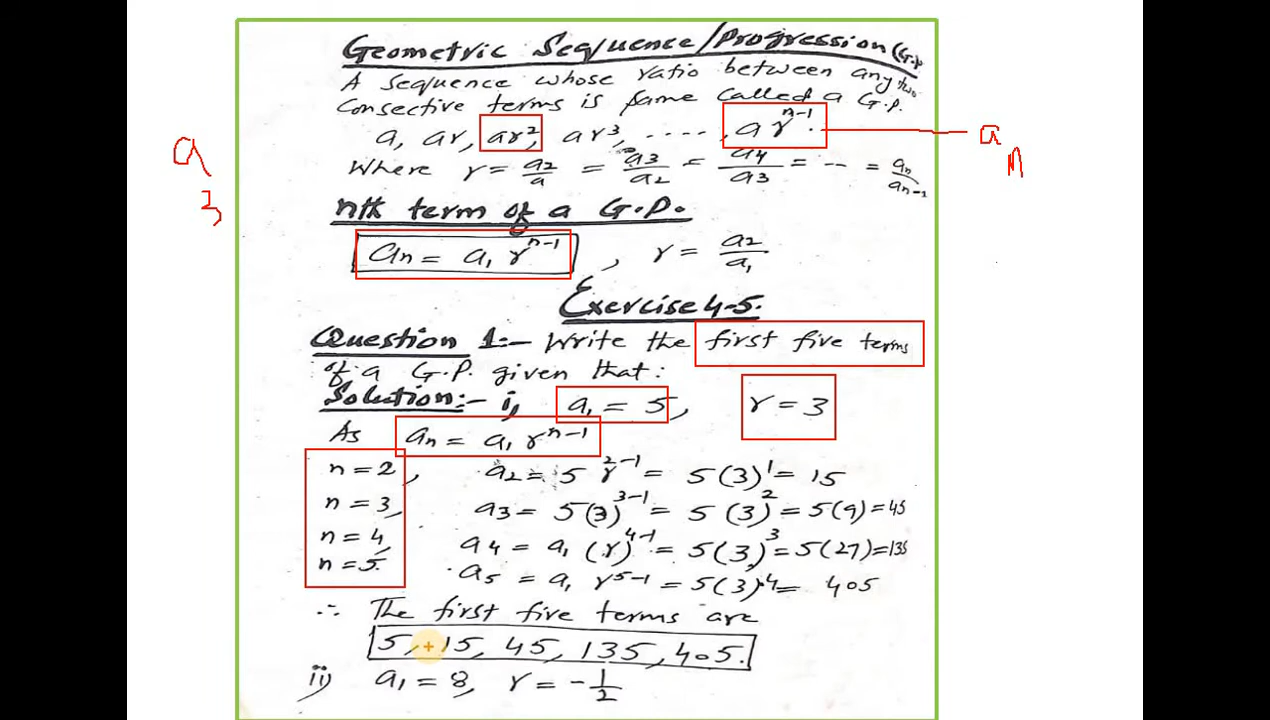 Geometric Sequence/Progression (G.P
A sequence whose ratio between any two
Consective terms is same called a G.P.
a, ar, ar², ar³, ....., a rⁿ⁻¹.
a₃
aₙ
Where r = a₂/a = a₃/a₂ = a₄/a₃ = --- = aₙ/aₙ₋₁
nth term of a G.P.
aₙ = a₁ rⁿ⁻¹ , r = a₂/a₁
Exercise 4-5.
Question 1:- Write the first five terms
of a G.P. given that:
Solution:- i, a₁ = 5, r = 3
As aₙ = a₁ rⁿ⁻¹
n = 2, a₂ = 5 r²⁻¹ = 5(3)¹ = 15
n = 3, a₃ = 5(3)³⁻¹ = 5(3)² = 5(9) = 45
n = 4, a₄ = a₁ (r)⁴⁻¹ = 5(3)³ = 5(27) = 135
n = 5. a₅ = a₁ r⁵⁻¹ = 5(3)⁴ = 405
∴ The first five terms are
5, 15, 45, 135, 405.
ii) a₁ = 8, r = -1/2